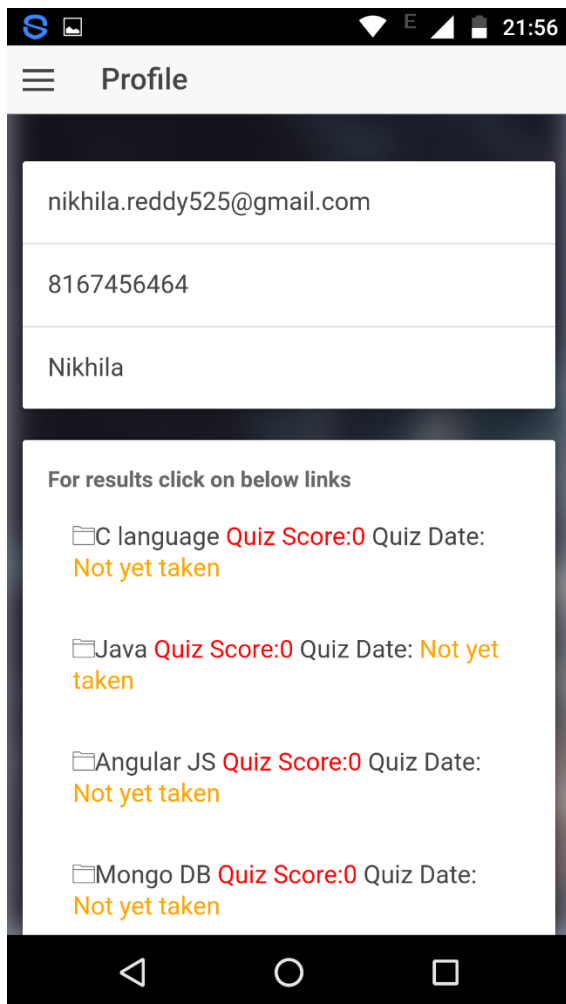 E 21:56
Profile
nikhila.reddy525@gmail.com
8167456464
Nikhila
For results click on below links
C language Quiz Score:0 Quiz Date:
Not yet taken
Java Quiz Score:0 Quiz Date: Not yet
taken
Angular JS Quiz Score:0 Quiz Date:
Not yet taken
Mongo DB Quiz Score:0 Quiz Date:
Not yet taken